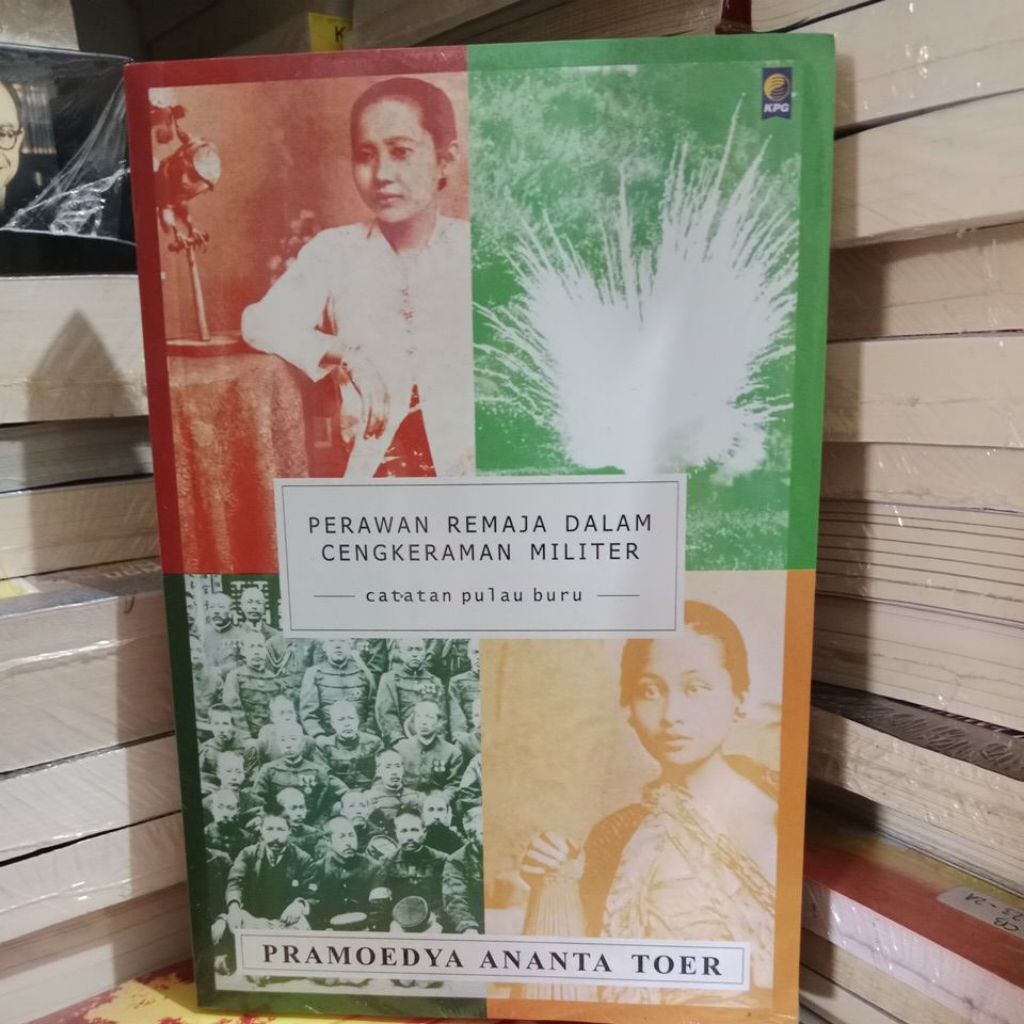 KPG
PERAWAN REMAJA DALAM
CENGKERAMAN MILITER
catatan pulau buru
PRAMOEDYA ANANTA TOER